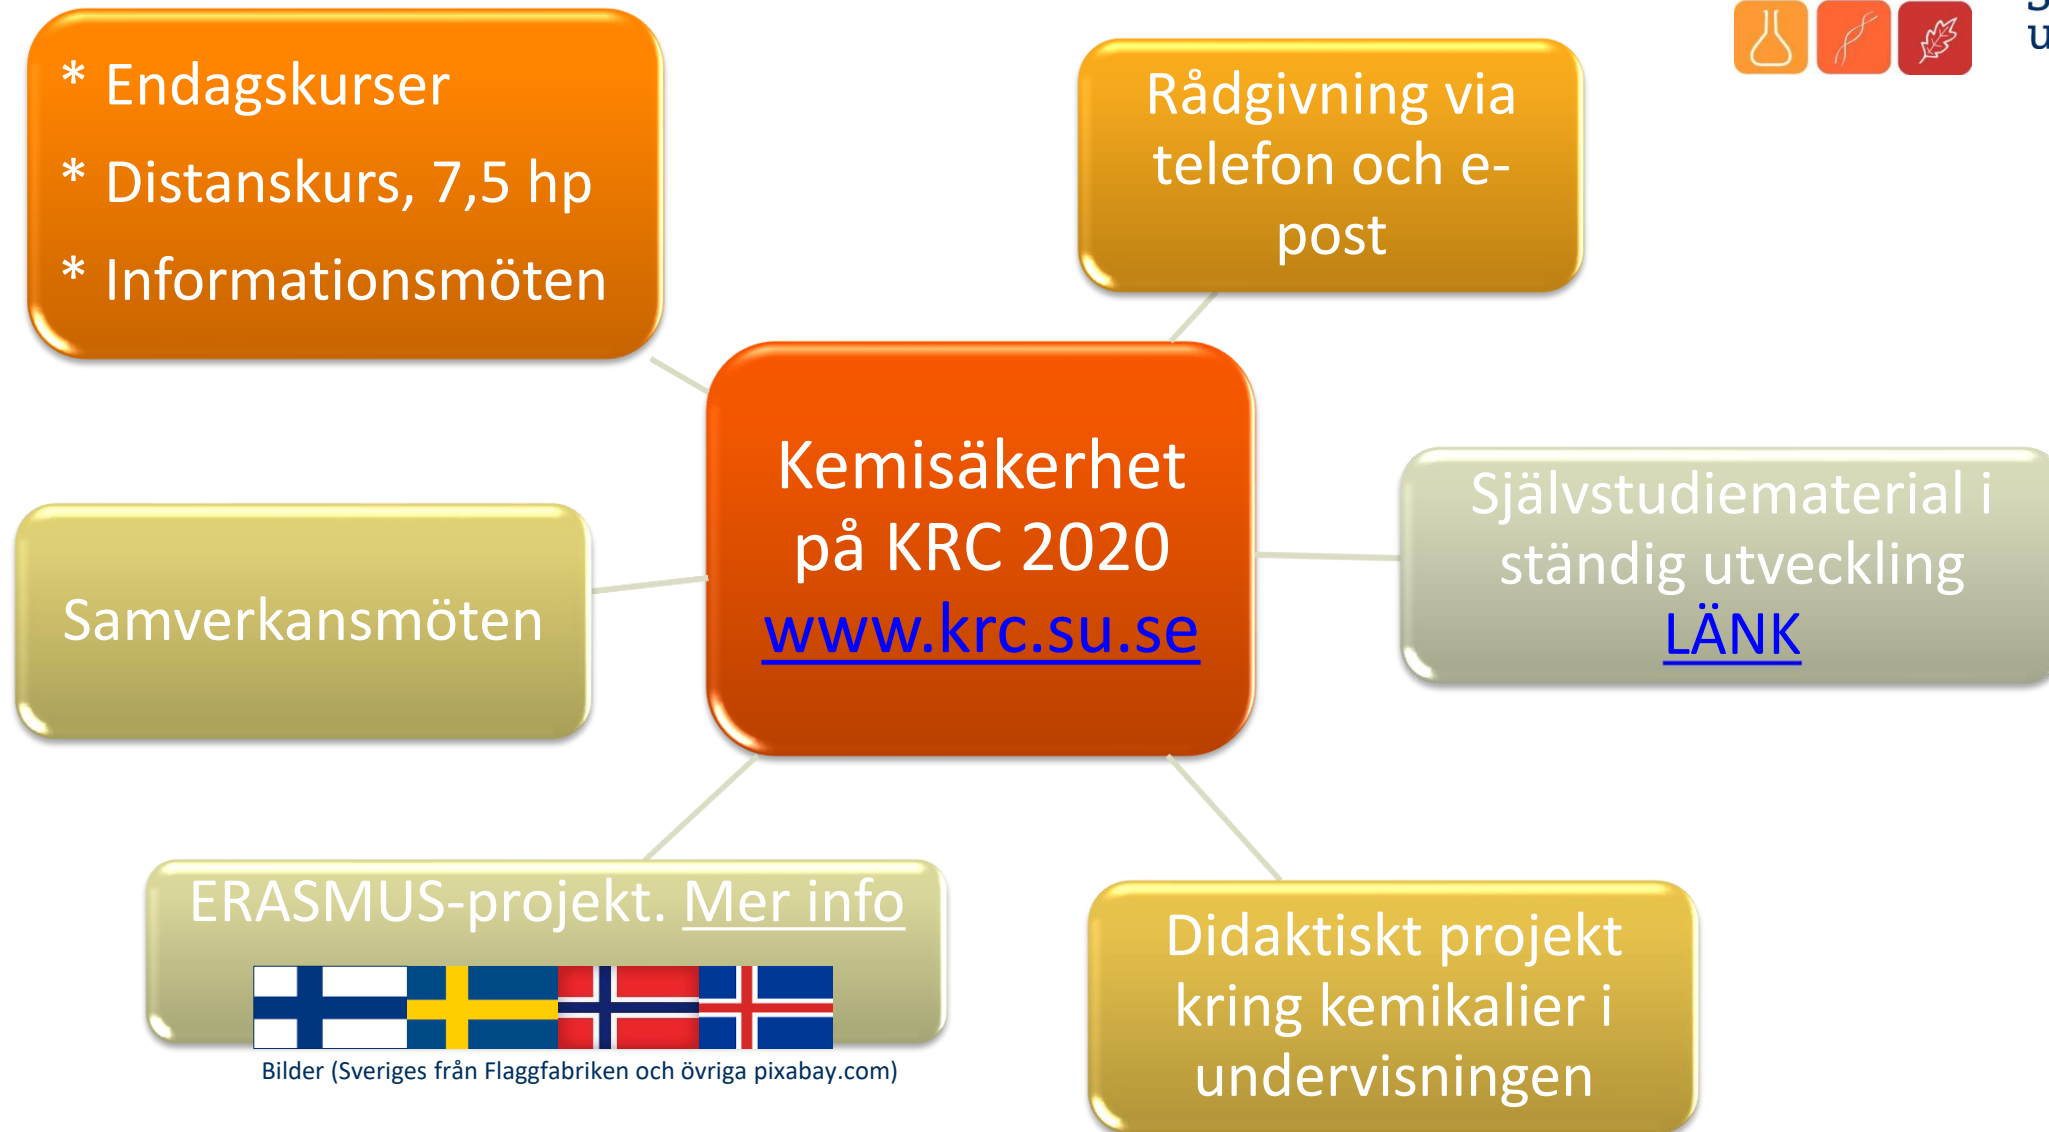 * Endagskurser
* Distanskurs, 7,5 hp
* Informationsmöten
Rådgivning via
telefon och e-
post
Kemisäkerhet
på KRC 2020
www.krc.su.se
Självstudiematerial i
ständig utveckling
LÄNK
Samverkansmöten
ERASMUS-projekt. Mer info
Bilder (Sveriges från Flaggfabriken och övriga pixabay.com)
Didaktiskt projekt
kring kemikalier i
undervisningen